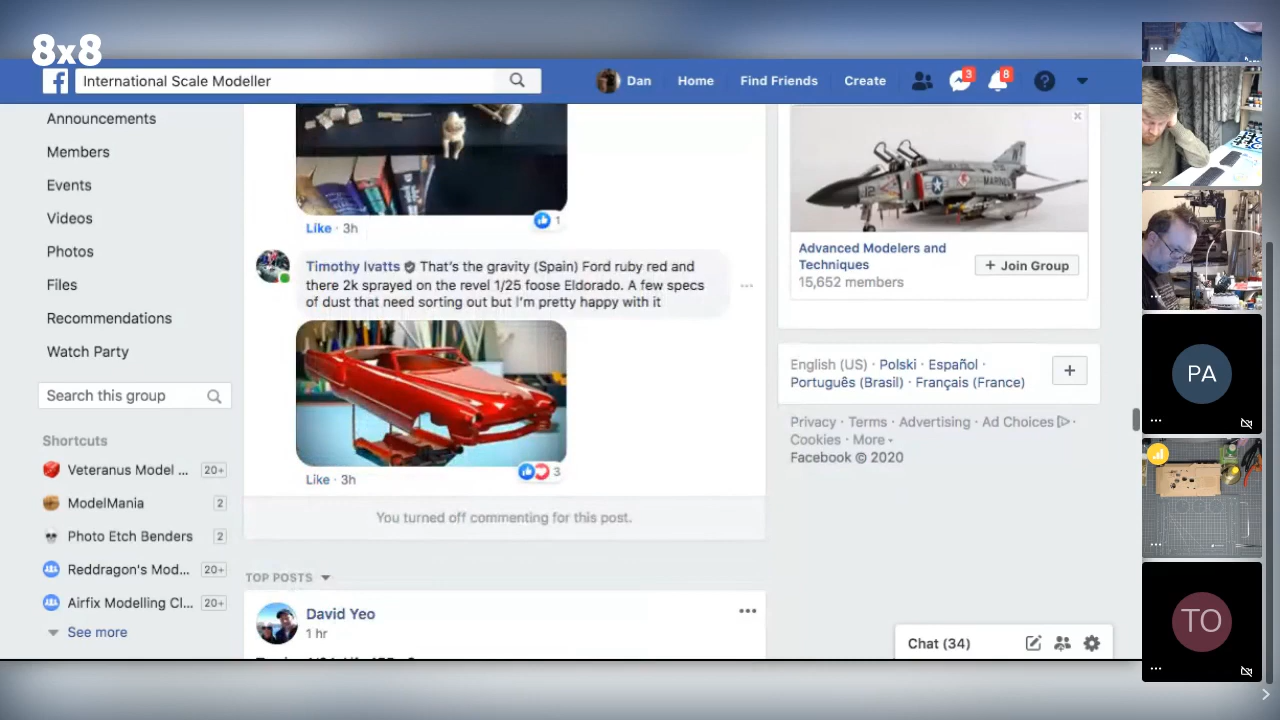 8x8
International Scale Modeller
Dan
Home
Find Friends
Create
3
8
Announcements
Members
Events
Videos
Photos
Files
Recommendations
Watch Party
Search this group
Shortcuts
Veteranus Model ... 20+
ModelMania 2
Photo Etch Benders 2
Reddragon's Mod... 20+
Airfix Modelling Cl... 20+
See more
Like · 3h
1
Timothy Ivatts That's the gravity (Spain) Ford ruby red and
there 2k sprayed on the revel 1/25 foose Eldorado. A few specs
of dust that need sorting out but I'm pretty happy with it
Like · 3h
3
You turned off commenting for this post.
TOP POSTS
David Yeo
1 hr
12
MARINES
Advanced Modelers and
Techniques
15,652 members
+ Join Group
English (US) · Polski · Español ·
Português (Brasil) · Français (France)
+
Privacy · Terms · Advertising · Ad Choices ·
Cookies · More
Facebook © 2020
Chat (34)
PA
TO